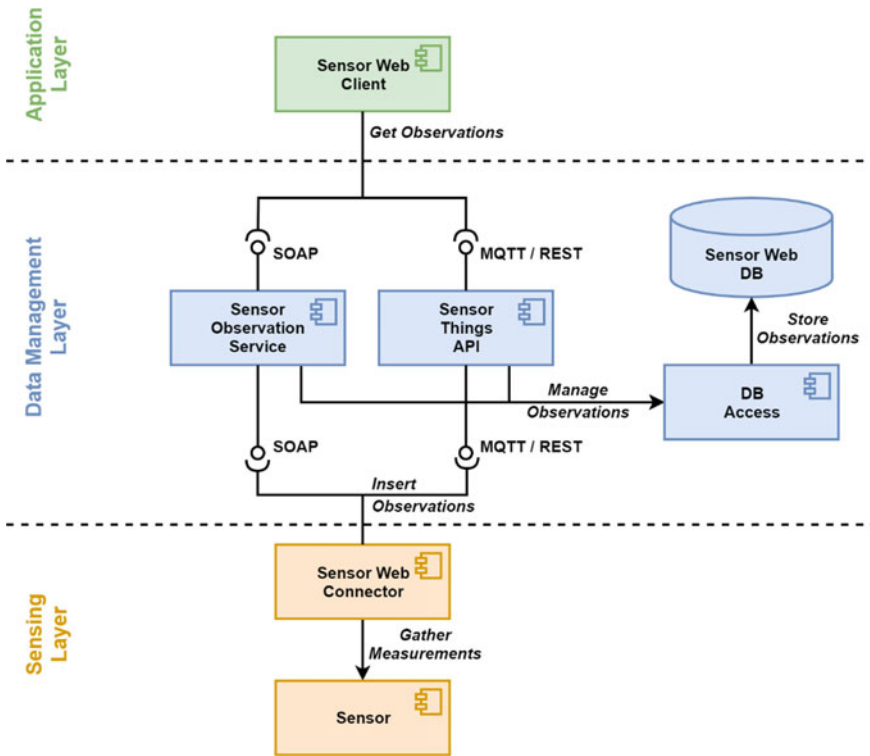 Application
Layer
Sensor Web
Client
Get Observations
Data Management
Layer
SOAP
MQTT / REST
Sensor Web
DB
Sensor
Observation
Service
Sensor
Things
API
Store
Observations
Manage
Observations
DB
Access
SOAP
MQTT / REST
Insert
Observations
Sensing
Layer
Sensor Web
Connector
Gather
Measurements
Sensor